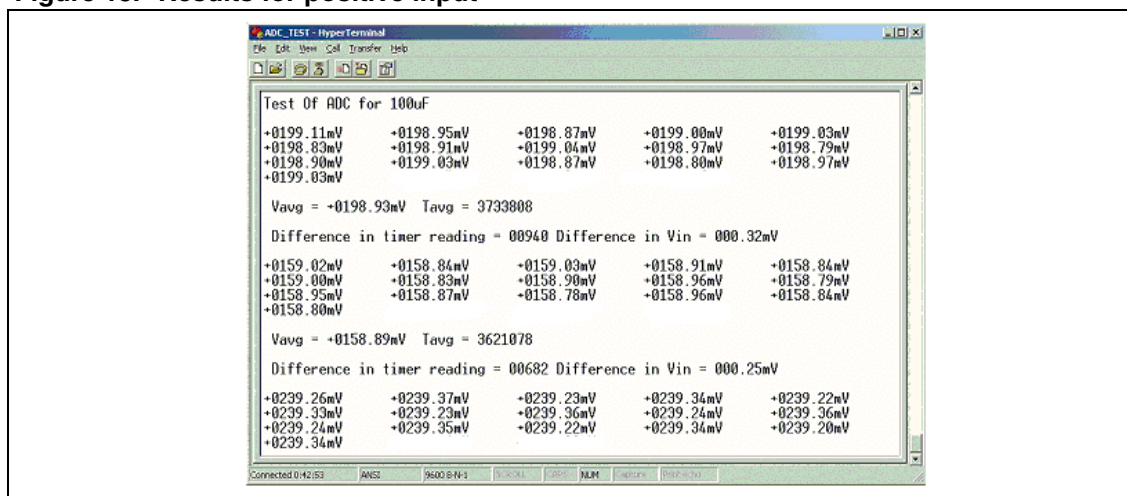 Figure 10. Results for positive input
ADC_TEST - HyperTerminal
File Edit View Call Transfer Help
Test Of ADC for 100uF
+0199.11mV +0198.95mV +0198.87mV +0199.00mV +0199.03mV
+0198.83mV +0198.91mV +0199.04mV +0198.97mV +0198.79mV
+0198.90mV +0199.03mV +0198.87mV +0198.80mV +0198.97mV
+0199.03mV
Vavg = +0198.93mV Tavg = 3733808
Difference in timer reading = 00940 Difference in Vin = 000.32mV
+0159.02mV +0158.84mV +0159.03mV +0158.91mV +0158.84mV
+0159.00mV +0158.83mV +0158.90mV +0158.96mV +0158.79mV
+0158.95mV +0158.87mV +0158.78mV +0158.96mV +0158.84mV
+0158.80mV
Vavg = +0158.89mV Tavg = 3621078
Difference in timer reading = 00682 Difference in Vin = 000.25mV
+0239.26mV +0239.37mV +0239.23mV +0239.34mV +0239.22mV
+0239.33mV +0239.23mV +0239.36mV +0239.24mV +0239.36mV
+0239.24mV +0239.35mV +0239.22mV +0239.34mV +0239.20mV
+0239.34mV
Connected 0:42:53 ANSI 9600 8-N-1 SCROLL CAPS NUM Capture Print echo